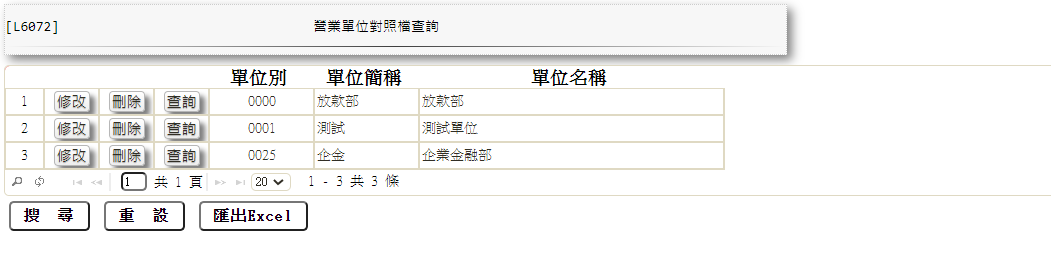 [L6072] 營業單位對照檔查詢
單位別 單位簡稱 單位名稱
1 修改 刪除 查詢 0000 放款部 放款部
2 修改 刪除 查詢 0001 測試 測試單位
3 修改 刪除 查詢 0025 企金 企業金融部
1 共 1 頁 20 1 - 3 共 3 條
搜 尋 重 設 匯出Excel